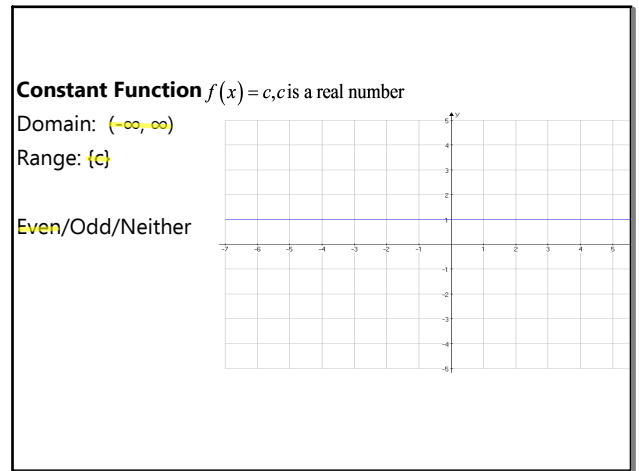 Constant Function f(x) = c, c is a real number
Domain: (-∞, ∞)
Range: {c}
Even/Odd/Neither
y
5
4
3
2
1
-7 -6 -5 -4 -3 -2 -1 1 2 3 4 5
-1
-2
-3
-4
-5